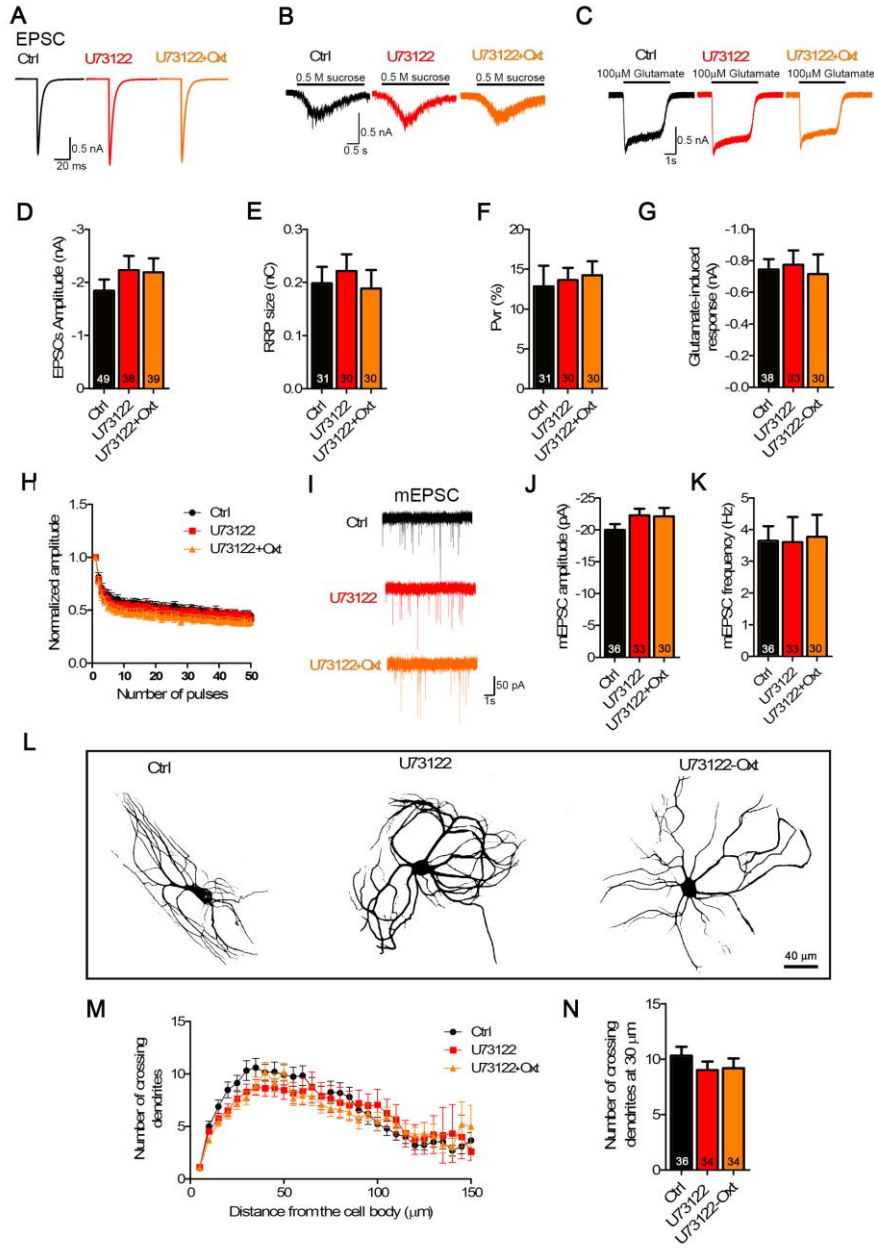 A
EPSC
Ctrl U73122 U73122+Oxt
0.5 nA
20 ms
B
Ctrl U73122 U73122+Oxt
0.5 M sucrose 0.5 M sucrose 0.5 M sucrose
0.5 nA
0.5 s
C
Ctrl U73122 U73122+Oxt
100μM Glutamate 100μM Glutamate 100μM Glutamate
0.5 nA
1s
D
EPSCs Amplitude (nA)
-3
-2
-1
0
49 38 39
Ctrl
U73122
U73122+Oxt
E
RRP size (nC)
0.3
0.2
0.1
0.0
31 30 30
Ctrl
U73122
U73122+Oxt
F
Pvr (%)
20
15
10
5
0
31 30 30
Ctrl
U73122
U73122+Oxt
G
Glutamate-induced
response (nA)
-1.0
-0.8
-0.6
-0.4
-0.2
-0.0
38 33 30
Ctrl
U73122
U73122-Oxt
H
Normalized amplitude
1.5
1.0
0.5
0.0
Ctrl
U73122
U73122+Oxt
0 10 20 30 40 50
Number of pulses
I
mEPSC
Ctrl
U73122
U73122+Oxt
50 pA
1s
J
mEPSC amplitude (pA)
-25
-20
-15
-10
-5
0
36 33 30
Ctrl
U73122
U73122+Oxt
K
mEPSC frequency (Hz)
6
5
4
3
2
1
0
36 33 30
Ctrl
U73122
U73122+Oxt
L
Ctrl U73122 U73122-Oxt
40 μm
M
Number of crossing
dendrites
15
10
5
0
Ctrl
U73122
U73122+Oxt
0 50 100 150
Distance from the cell body (μm)
N
Number of crossing
dendrites at 30 μm
15
10
5
0
36 34 34
Ctrl
U73122
U73122-Oxt